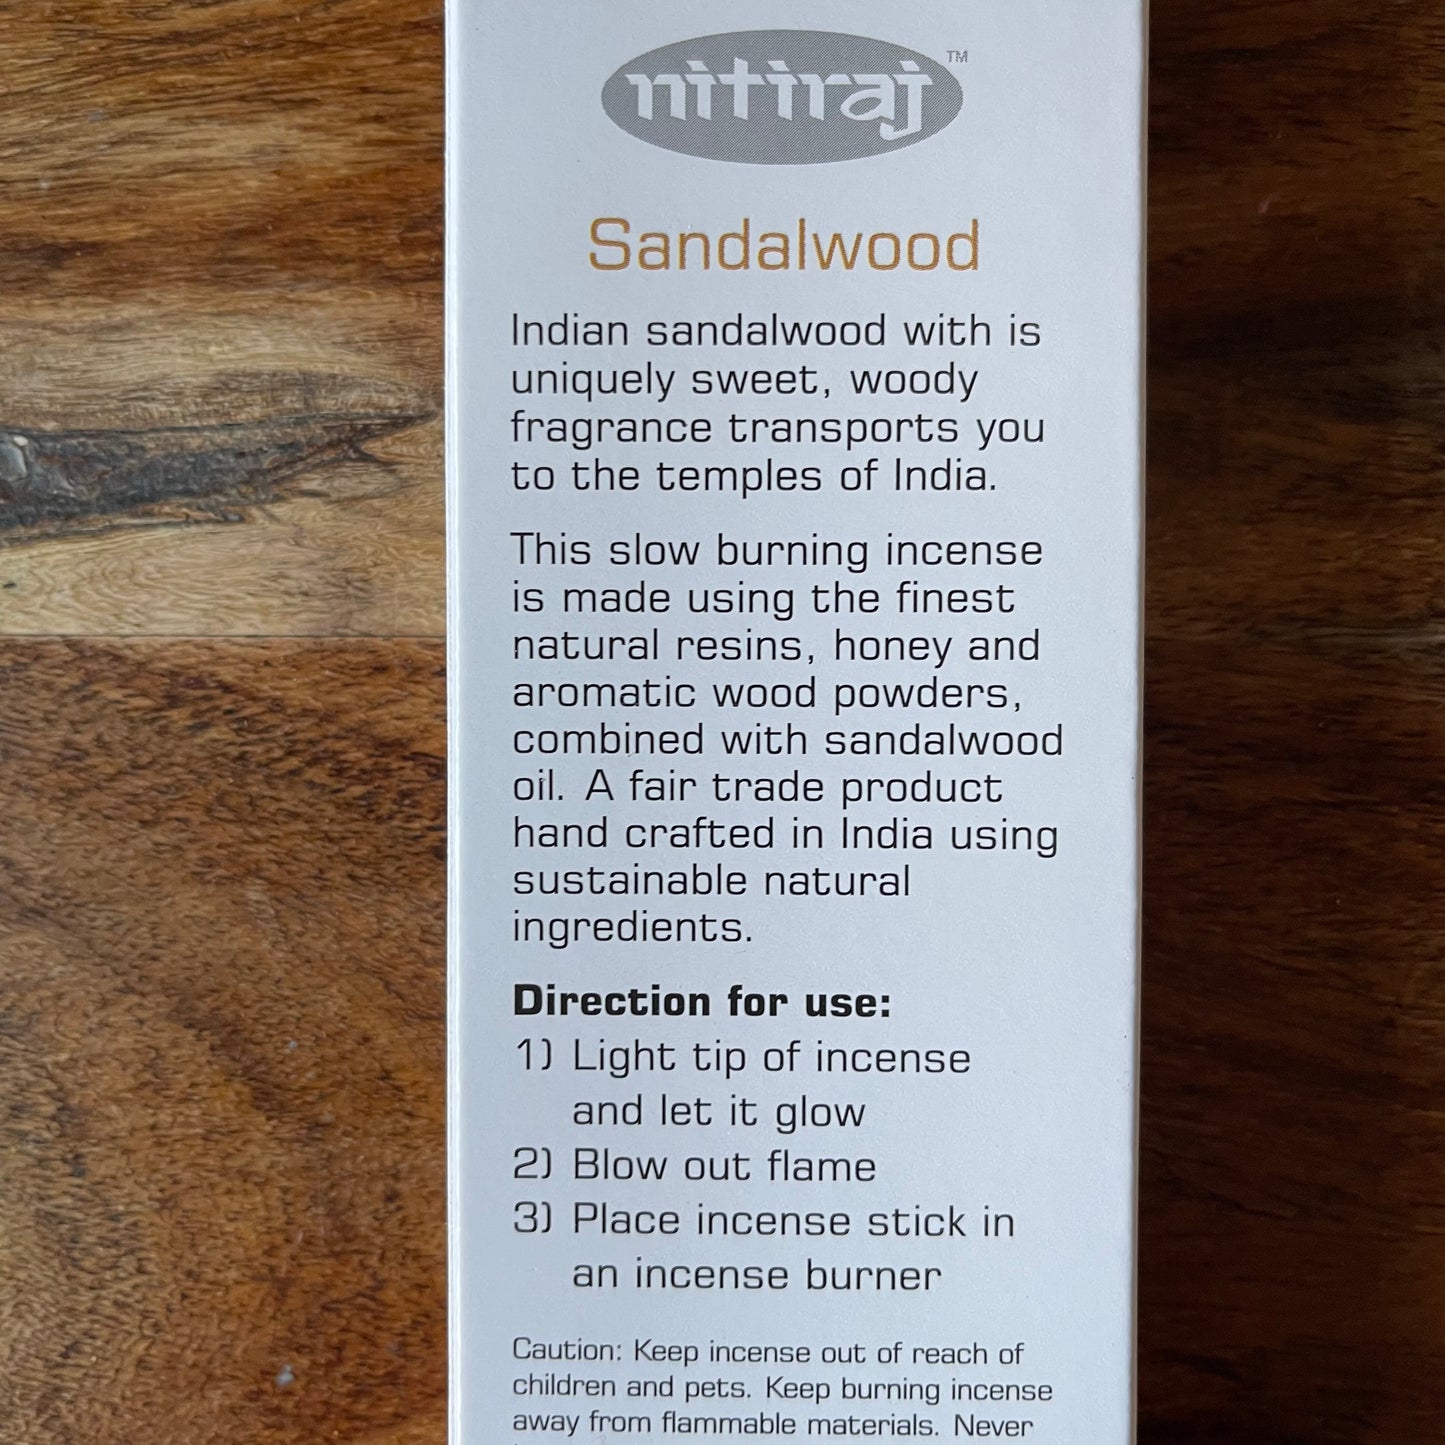 nitiraj™
Sandalwood
Indian sandalwood with is
uniquely sweet, woody
fragrance transports you
to the temples of India.
This slow burning incense
is made using the finest
natural resins, honey and
aromatic wood powders,
combined with sandalwood
oil. A fair trade product
hand crafted in India using
sustainable natural
ingredients.
Direction for use:
1) Light tip of incense
and let it glow
2) Blow out flame
3) Place incense stick in
an incense burner
Caution: Keep incense out of reach of
children and pets. Keep burning incense
away from flammable materials. Never